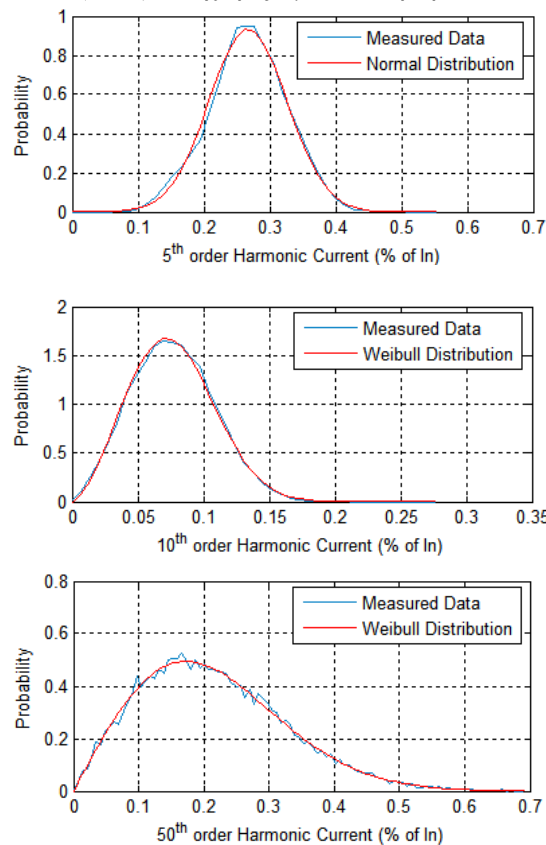 1
0.8
0.6
0.4
0.2
0
Probability
Measured Data
Normal Distribution
0 0.1 0.2 0.3 0.4 0.5 0.6 0.7
5th order Harmonic Current (% of In)
2
1.5
1
0.5
0
Probability
Measured Data
Weibull Distribution
0 0.05 0.1 0.15 0.2 0.25 0.3 0.35
10th order Harmonic Current (% of In)
0.8
0.6
0.4
0.2
0
Probability
Measured Data
Weibull Distribution
0 0.1 0.2 0.3 0.4 0.5 0.6 0.7
50th order Harmonic Current (% of In)